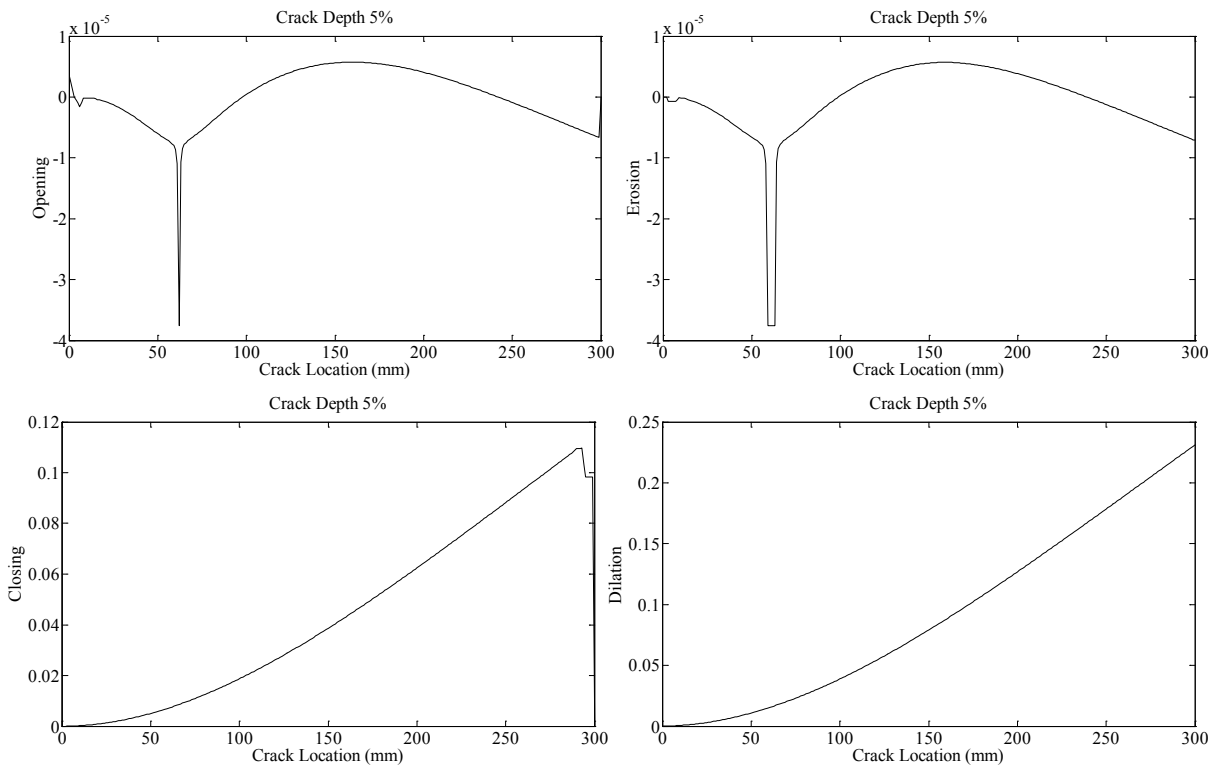 Crack Depth 5%
x 10^-5
1
0
-1
-2
-3
-4
Opening
0 50 100 150 200 250 300
Crack Location (mm)
Crack Depth 5%
x 10^-5
1
0
-1
-2
-3
-4
Erosion
0 50 100 150 200 250 300
Crack Location (mm)
Crack Depth 5%
0.12
0.1
0.08
0.06
0.04
0.02
0
Closing
0 50 100 150 200 250 300
Crack Location (mm)
Crack Depth 5%
0.25
0.2
0.15
0.1
0.05
0
Dilation
0 50 100 150 200 250 300
Crack Location (mm)